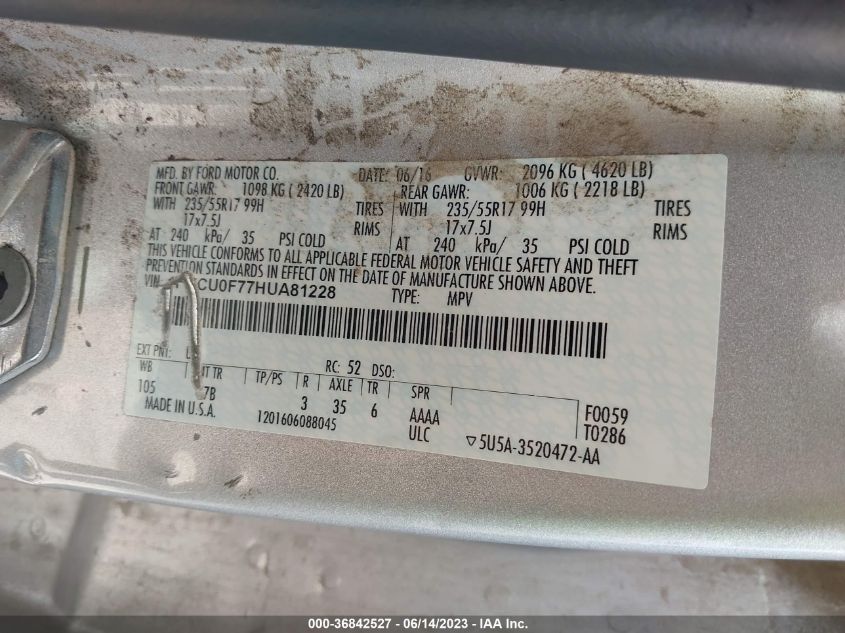 MFD. BY FORD MOTOR CO. DATE: 06/16 GVWR: 2096 KG ( 4620 LB)
FRONT GAWR: 1098 KG ( 2420 LB) REAR GAWR: 1006 KG ( 2218 LB)
WITH 235/55R17 99H TIRES WITH 235/55R17 99H TIRES
17x7.5J RIMS 17x7.5J RIMS
AT 240 kPa/ 35 PSI COLD AT 240 kPa/ 35 PSI COLD
THIS VEHICLE CONFORMS TO ALL APPLICABLE FEDERAL MOTOR VEHICLE SAFETY AND THEFT
PREVENTION STANDARDS IN EFFECT ON THE DATE OF MANUFACTURE SHOWN ABOVE.
VIN: CU0F77HUA81228 TYPE: MPV
EXT PNT: RC: 52 DSO:
WB INT TR TP/PS R AXLE TR SPR
105 7B 3 35 6 AAAA F0059
MADE IN U.S.A. 1201606088045 ULC T0286
▽5U5A-3520472-AA
000-36842527 - 06/14/2023 - IAA Inc.